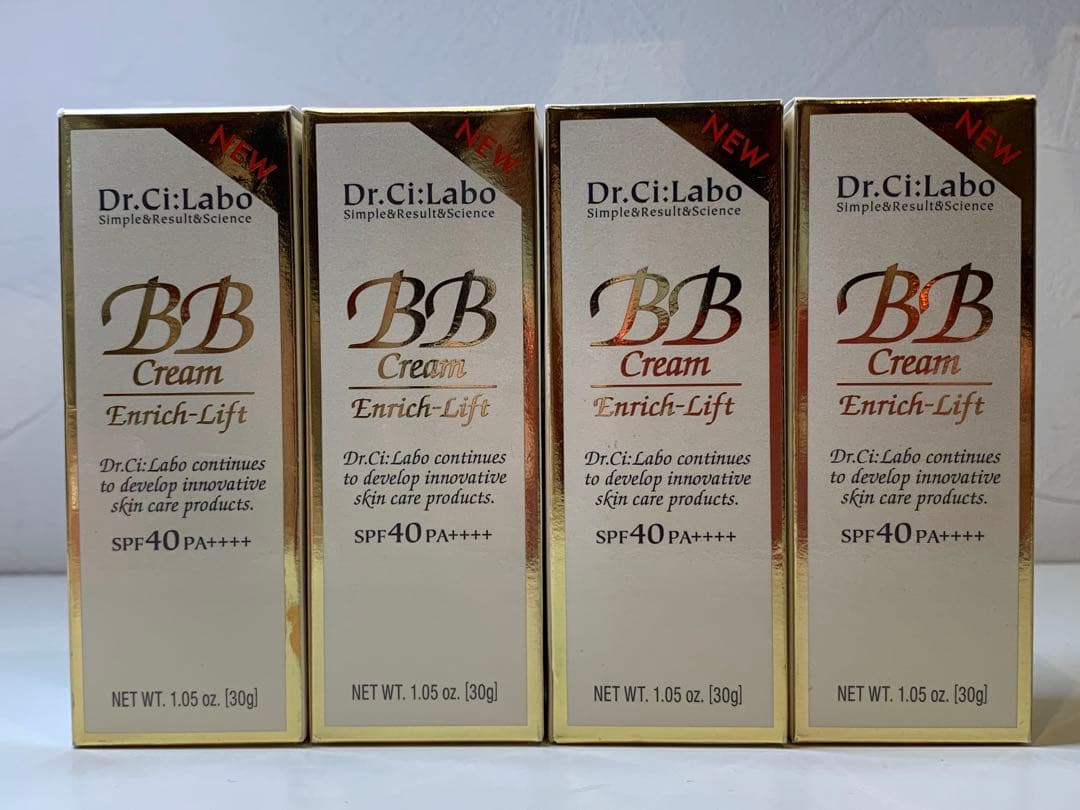 NEW
Dr.Ci:Labo
Simple&Result&Science
BB
Cream
Enrich-Lift
Dr.Ci:Labo continues
to develop innovative
skin care products.
SPF40 PA++++
NET WT. 1.05 oz. [30g]
NEW
Dr.Ci:Labo
Simple&Result&Science
BB
Cream
Enrich-Lift
Dr.Ci:Labo continues
to develop innovative
skin care products.
SPF40 PA++++
NET WT. 1.05 oz. [30g]
NEW
Dr.Ci:Labo
Simple&Result&Science
BB
Cream
Enrich-Lift
Dr.Ci:Labo continues
to develop innovative
skin care products.
SPF40 PA++++
NET WT. 1.05 oz. [30g]
NEW
Dr.Ci:Labo
Simple&Result&Science
BB
Cream
Enrich-Lift
Dr.Ci:Labo continues
to develop innovative
skin care products.
SPF40 PA++++
NET WT. 1.05 oz. [30g]